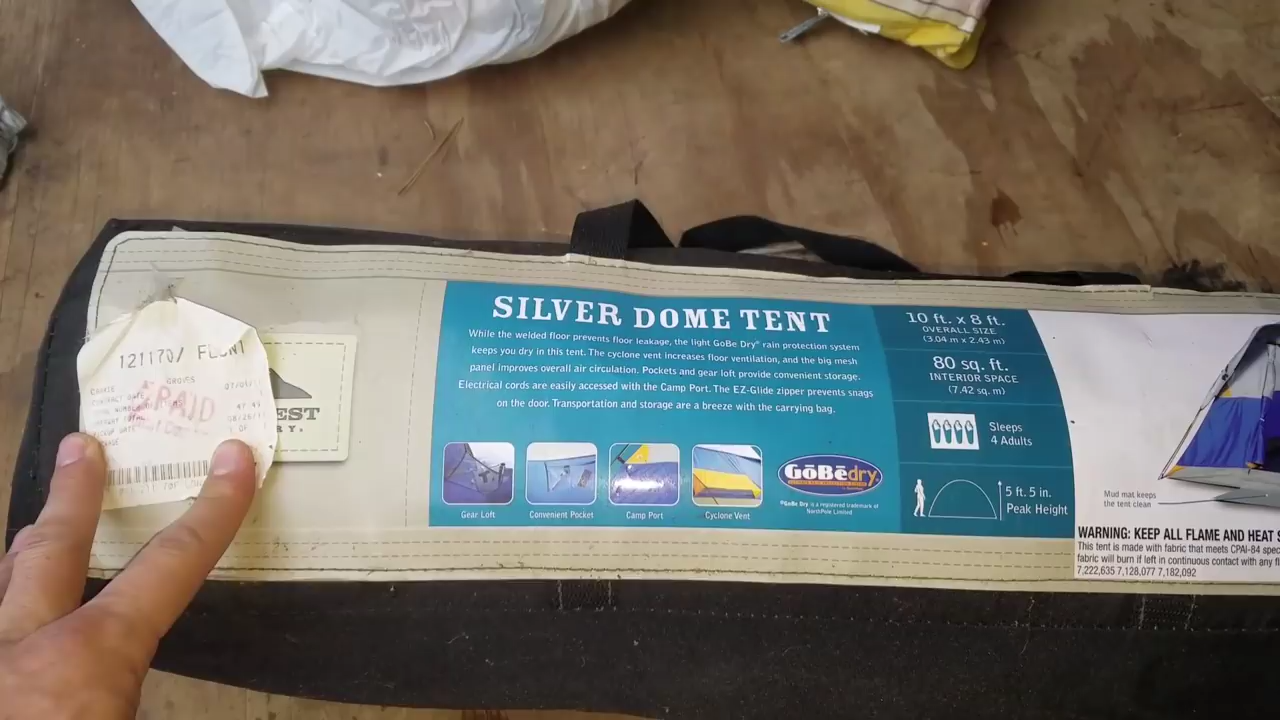 121170/ FLONT
GROVES
PAID
EST
RY.
SILVER DOME TENT
While the welded floor prevents floor leakage, the light GoBe Dry® rain protection system
keeps you dry in this tent. The cyclone vent increases floor ventilation, and the big mesh
panel improves overall air circulation. Pockets and gear loft provide convenient storage.
Electrical cords are easily accessed with the Camp Port. The EZ-Glide zipper prevents snags
on the door. Transportation and storage are a breeze with the carrying bag.
Gear Loft
Convenient Pocket
Camp Port
Cyclone Vent
GōBēdry
®GoBe Dry is a registered trademark of
NorthPole Limited
10 ft. x 8 ft.
OVERALL SIZE
(3.04 m x 2.43 m)
80 sq. ft.
INTERIOR SPACE
(7.42 sq. m)
Sleeps
4 Adults
5 ft. 5 in.
Peak Height
Mud mat keeps
the tent clean
WARNING: KEEP ALL FLAME AND HEAT S
This tent is made with fabric that meets CPAI-84 spec
fabric will burn if left in continuous contact with any fl
7,222,635 7,128,077 7,182,092